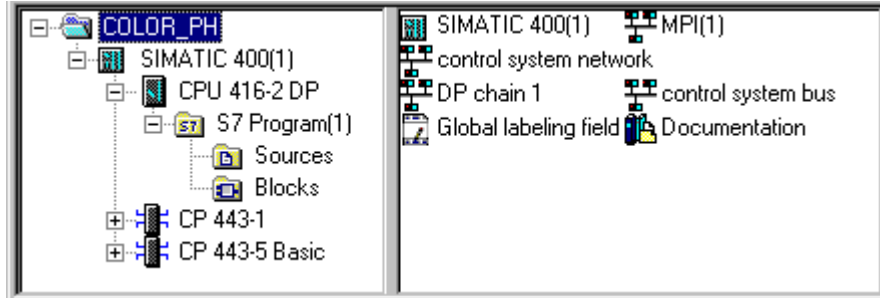 COLOR_PH
SIMATIC 400(1)
CPU 416-2 DP
S7 Program(1)
Sources
Blocks
CP 443-1
CP 443-5 Basic
SIMATIC 400(1) MPI(1)
control system network
DP chain 1 control system bus
Global labeling field Documentation